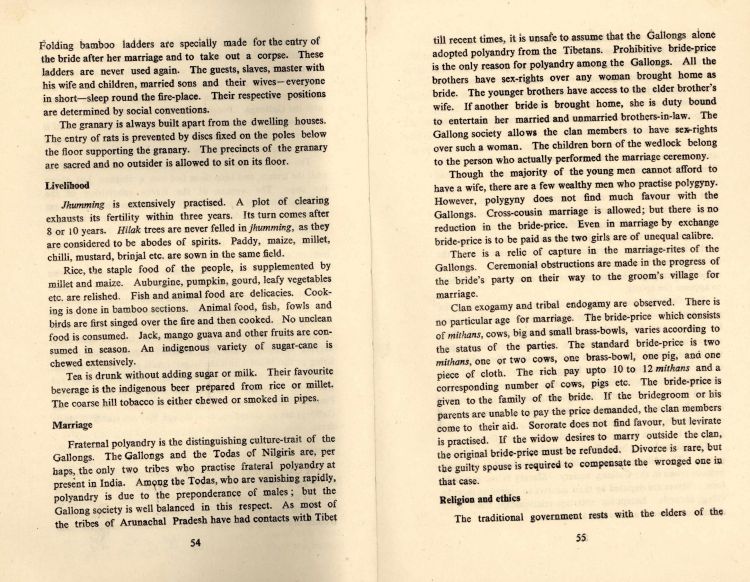 Folding bamboo ladders are specially made for the entry of
the bride after her marriage and to take out a corpse. These
ladders are never used again. The guests, slaves, master with
his wife and children, married sons and their wives—everyone
in short—sleep round the fire-place. Their respective positions
are determined by social conventions.
The granary is always built apart from the dwelling houses.
The entry of rats is prevented by discs fixed on the poles below
the floor supporting the granary. The precincts of the granary
are sacred and no outsider is allowed to sit on its floor.
Livelihood
Jhumming is extensively practised. A plot of clearing
exhausts its fertility within three years. Its turn comes after
8 or 10 years. Hilak trees are never felled in jhumming, as they
are considered to be abodes of spirits. Paddy, maize, millet,
chilli, mustard, brinjal etc. are sown in the same field.
Rice, the staple food of the people, is supplemented by
millet and maize. Auburgine, pumpkin, gourd, leafy vegetables
etc. are relished. Fish and animal food are delicacies. Cook-
ing is done in bamboo sections. Animal food, fish, fowls and
birds are first singed over the fire and then cooked. No unclean
food is consumed. Jack, mango guava and other fruits are con-
sumed in season. An indigenous variety of sugar-cane is
chewed extensively.
Tea is drunk without adding sugar or milk. Their favourite
beverage is the indigenous beer prepared from rice or millet.
The coarse hill tobacco is either chewed or smoked in pipes.
Marriage
Fraternal polyandry is the distinguishing culture-trait of the
Gallongs. The Gallongs and the Todas of Nilgiris are, per
haps, the only two tribes who practise frateral polyandry at
present in India. Among the Todas, who are vanishing rapidly,
polyandry is due to the preponderance of males; but the
Gallong society is well balanced in this respect. As most of
the tribes of Arunachal Pradesh have had contacts with Tibet
54
till recent times, it is unsafe to assume that the Gallongs alone
adopted polyandry from the Tibetans. Prohibitive bride-price
is the only reason for polyandry among the Gallongs. All the
brothers have sex-rights over any woman brought home as
bride. The younger brothers have access to the elder brother's
wife. If another bride is brought home, she is duty bound
to entertain her married and unmarried brothers-in-law. The
Gallong society allows the clan members to have sex-rights
over such a woman. The children born of the wedlock belong
to the person who actually performed the marriage ceremony.
Though the majority of the young men cannot afford to
have a wife, there are a few wealthy men who practise polygyny.
However, polygyny does not find much favour with the
Gallongs. Cross-cousin marriage is allowed; but there is no
reduction in the bride-price. Even in marriage by exchange
bride-price is to be paid as the two girls are of unequal calibre.
There is a relic of capture in the marriage-rites of the
Gallongs. Ceremonial obstructions are made in the progress of
the bride's party on their way to the groom's village for
marriage.
Clan exogamy and tribal endogamy are observed. There is
no particular age for marriage. The bride-price which consists
of mithans, cows, big and small brass-bowls, varies according to
the status of the parties. The standard bride-price is two
mithans, one or two cows, one brass-bowl, one pig, and one
piece of cloth. The rich pay upto 10 to 12 mithans and a
corresponding number of cows, pigs etc. The bride-price is
given to the family of the bride. If the bridegroom or his
parents are unable to pay the price demanded, the clan members
come to their aid. Sororate does not find favour, but levirate
is practised. If the widow desires to marry outside the clan,
the original bride-price must be refunded. Divorce is rare, but
the guilty spouse is required to compensate the wronged one in
that case.
Religion and ethics
The traditional government rests with the elders of the
55